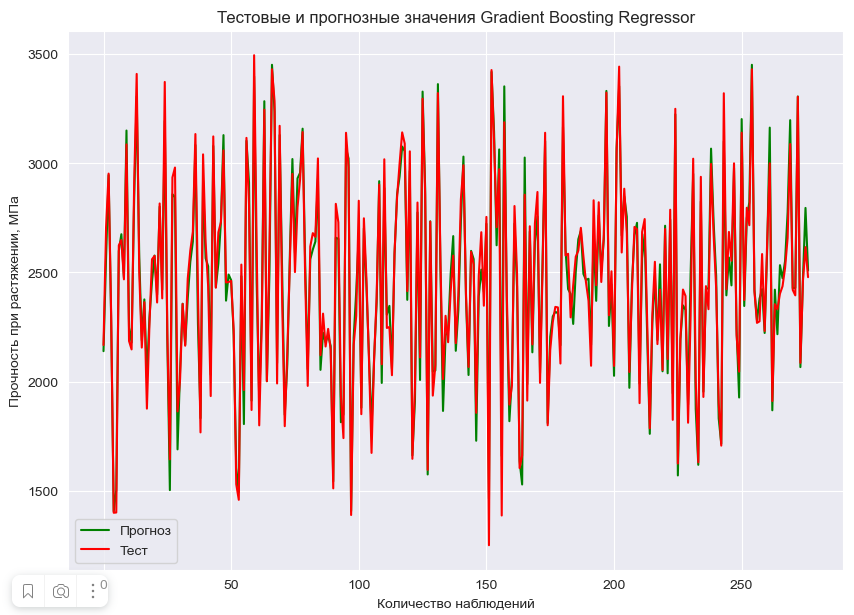 Тестовые и прогнозные значения Gradient Boosting Regressor
Прочность при растяжении, МПа
3500
3000
2500
2000
1500
Прогноз
Тест
0
50
100
150
200
250
Количество наблюдений